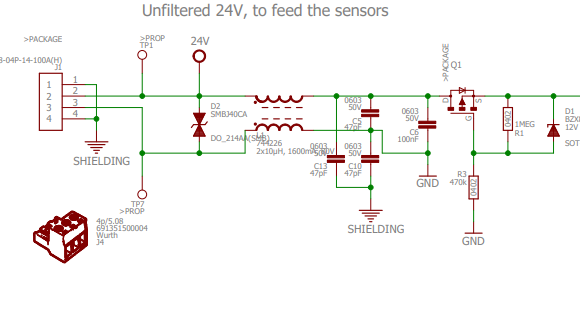 Unfiltered 24V, to feed the sensors
>PACKAGE
3-04P-14-100A(H)
J1
1
2
3
4
1
2
3
4
SHIELDING
>PROP
TP1
24V
D2
SMBJ40CA
DO_214AA(SMB)
L1
744226
2x10µH, 1600mA, 80V
TP7
>PROP
0603
50V
C5
47pF
0603
50V
C13
47pF
0603
50V
C10
47pF
SHIELDING
0603
50V
C6
100nF
GND
>PACKAGE
Q1
D
S
G
0402
1MEG
R1
D1
BZX
12V
SOT
R3
470k
0402
GND
4p/5.08
691351500004
Wurth
J4